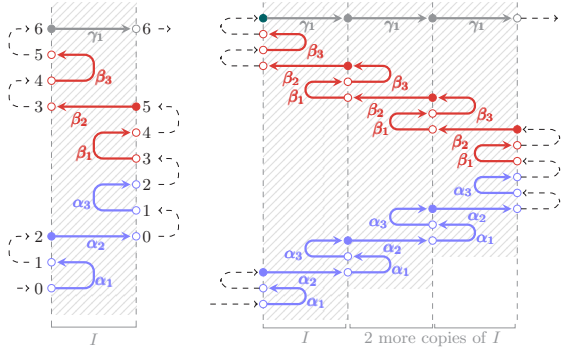 6 γ₁ 6 γ₁ γ₁ γ₁
5
β₃ β₃
4
3 5 β₂ β₃
β₂ β₁
4 β₂ β₃
β₁ β₁
3 β₂
β₁
2 α₃
α₃
1 α₂
2 0 α₃ α₁
α₂
1 α₃ α₂
α₁ α₁
0 α₁
I I 2 more copies of I